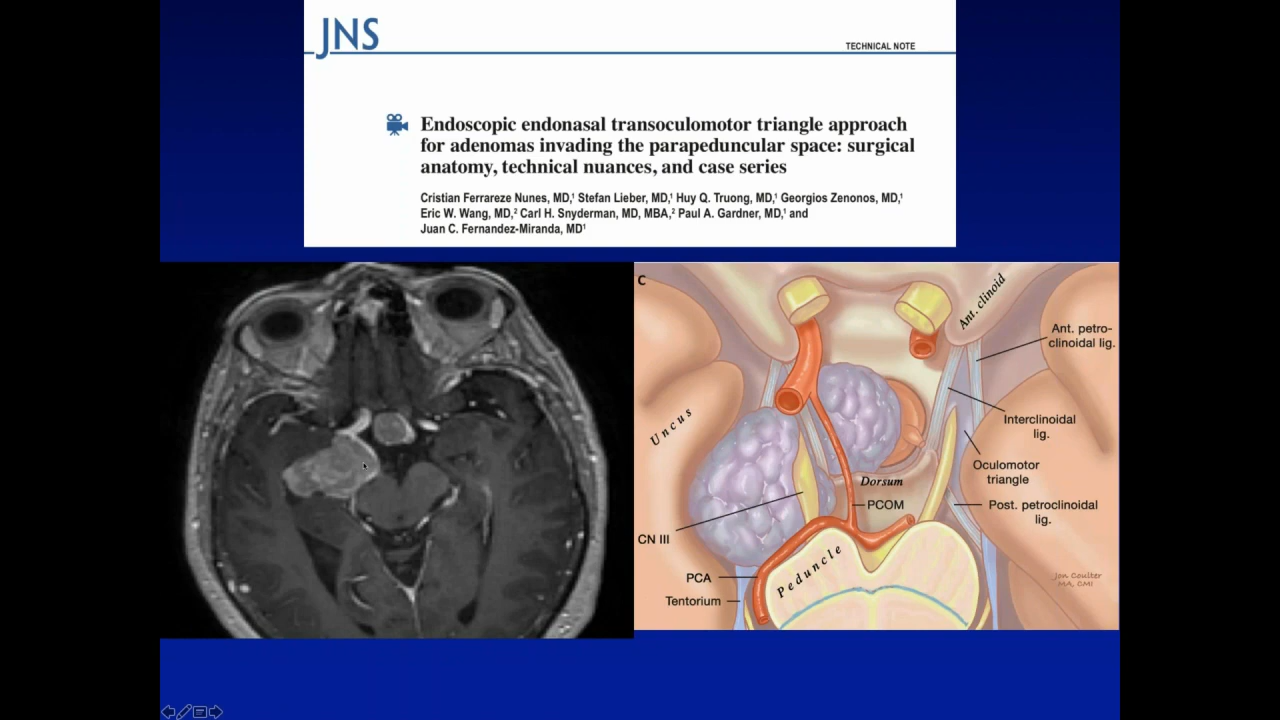 JNS
TECHNICAL NOTE
Endoscopic endonasal transoculomotor triangle approach
for adenomas invading the parapeduncular space: surgical
anatomy, technical nuances, and case series
Cristian Ferrareze Nunes, MD,¹ Stefan Lieber, MD,¹ Huy Q. Truong, MD,¹ Georgios Zenonos, MD,¹
Eric W. Wang, MD,² Carl H. Snyderman, MD, MBA,² Paul A. Gardner, MD,¹ and
Juan C. Fernandez-Miranda, MD¹
C
Ant. clinoid
Ant. petro-
clinoidal lig.
Uncus
Interclinoidal
lig.
Oculomotor
triangle
Dorsum
PCOM
Post. petroclinoidal
lig.
CN III
Peduncle
PCA
Tentorium
Jon Coulter
MA, CMI